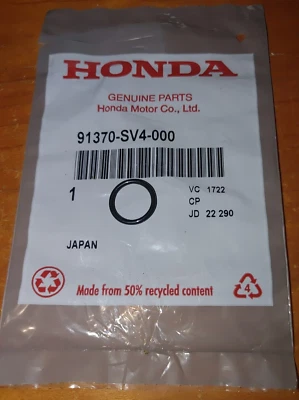 HONDA
GENUINE PARTS
Honda Motor Co., Ltd.
91370-SV4-000
1
VC 1722
CP
JD 22 290
JAPAN
Made from 50% recycled content
4